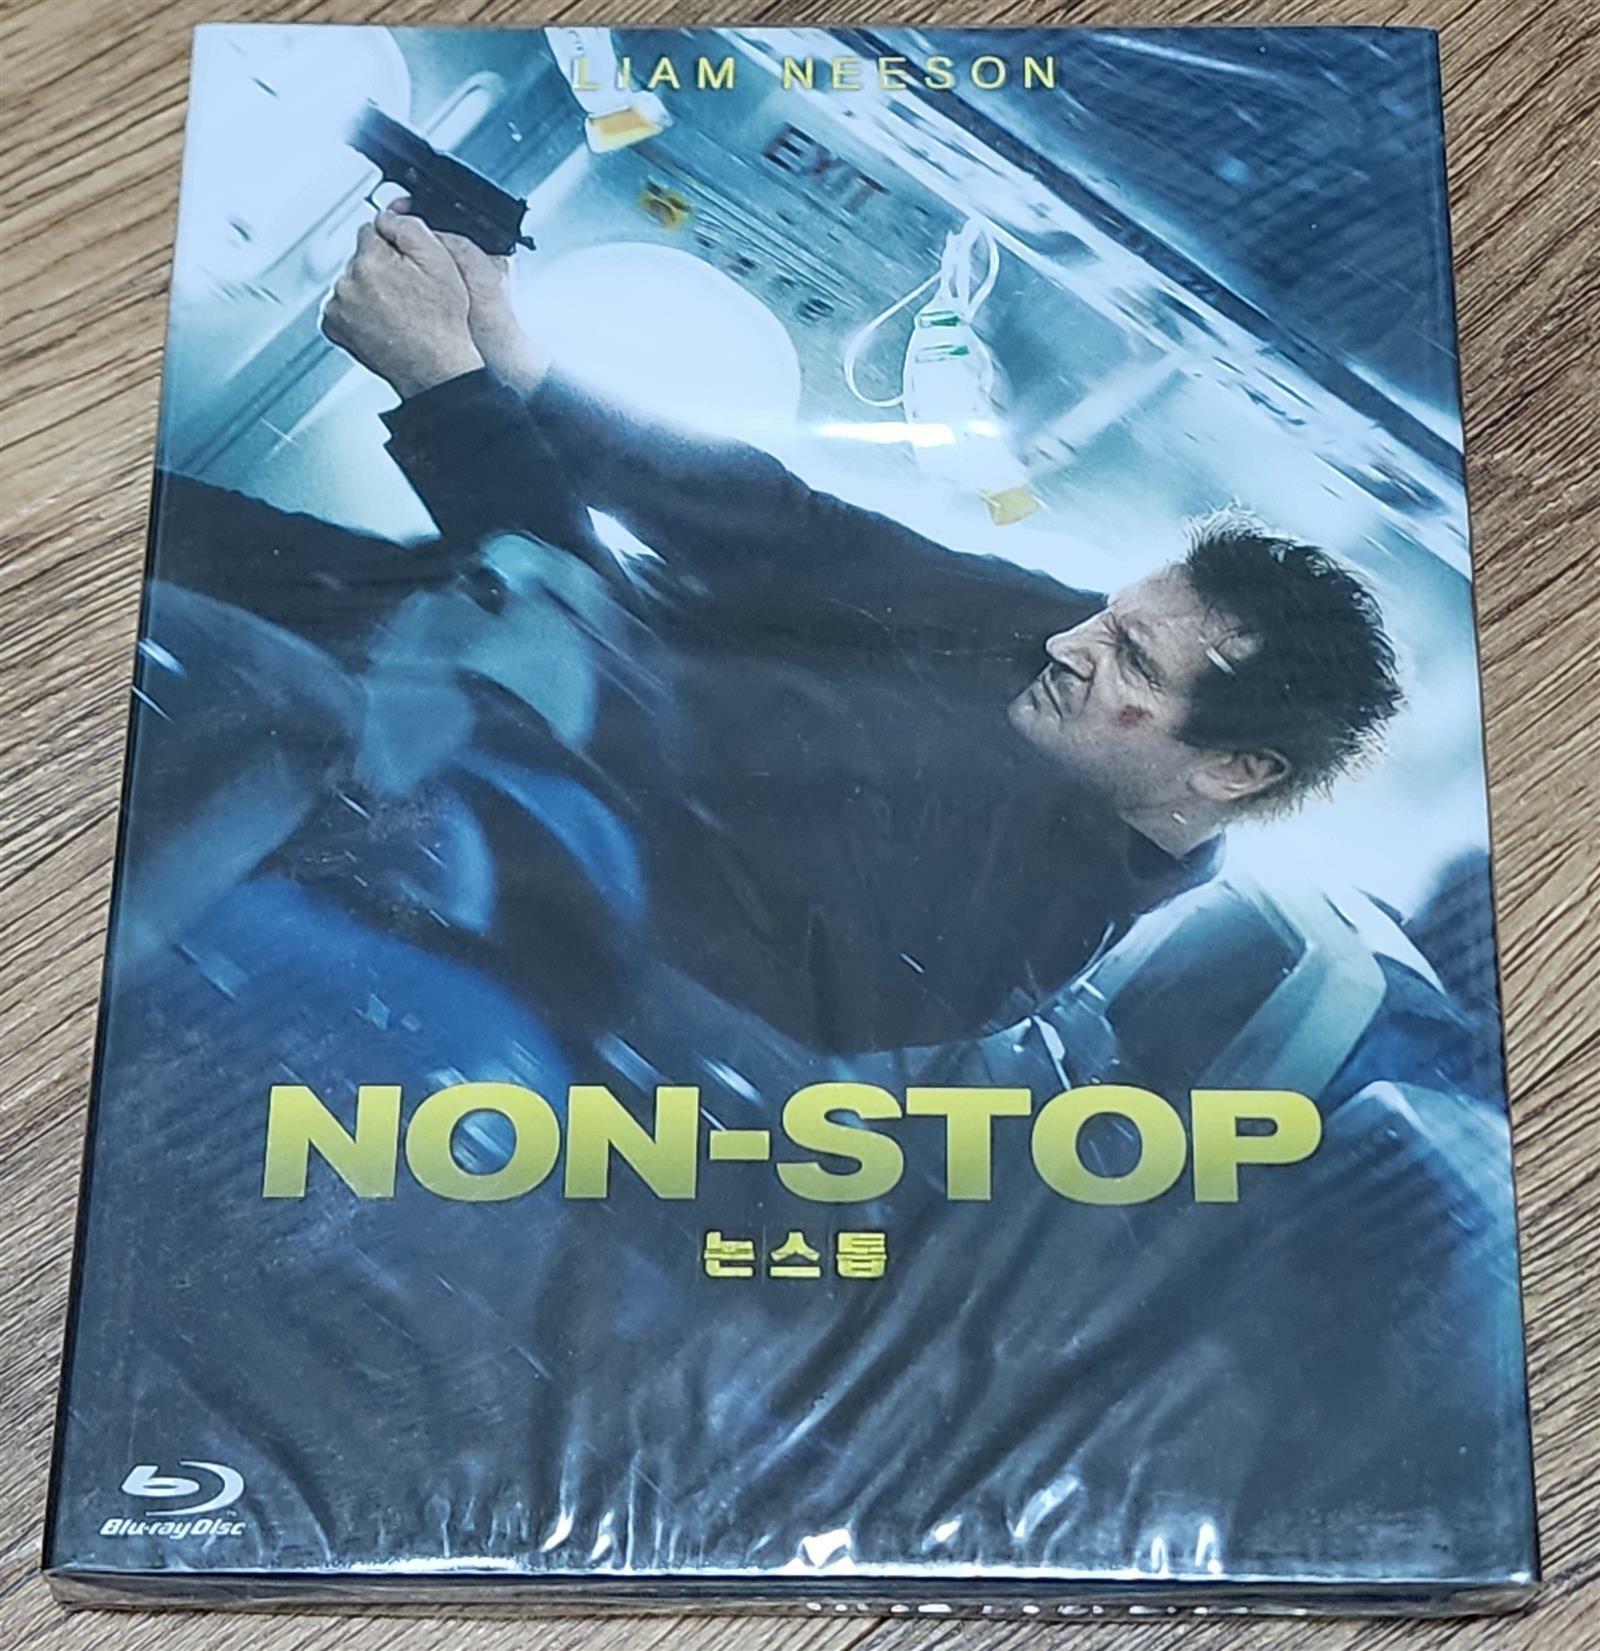 LIAM NEESON
EXIT
NON-STOP
논스톱
Blu-ray Disc